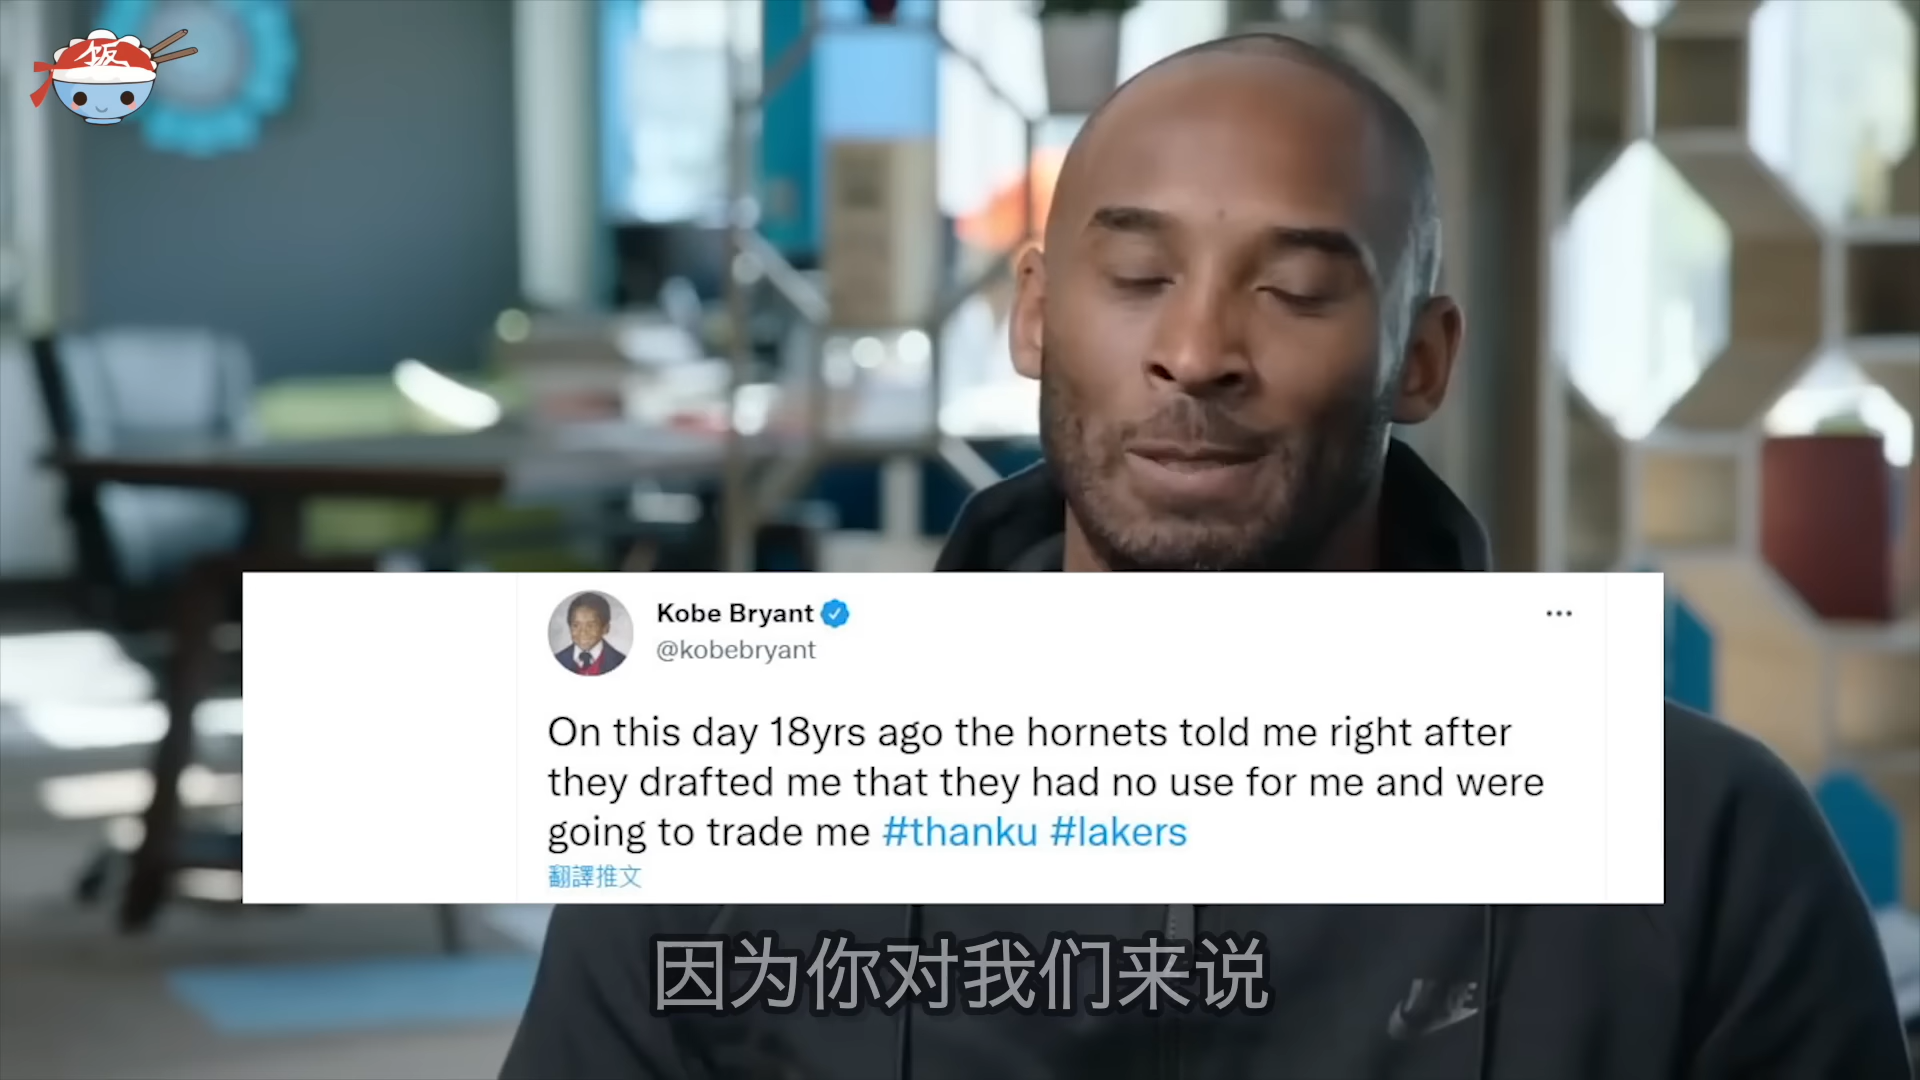 饭
Kobe Bryant
@kobebryant
On this day 18yrs ago the hornets told me right after
they drafted me that they had no use for me and were
going to trade me #thanku #lakers
翻譯推文
NIKE
因为你对我们来说